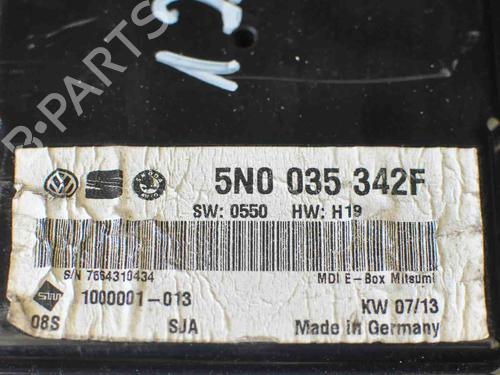 B-PARTS
5N0 035 342F
SW: 0550 HW: H19
S/N 7664310434
MDI E-Box Mitsumi
1000001-013
KW 07/13
08S
SJA
Made in Germany